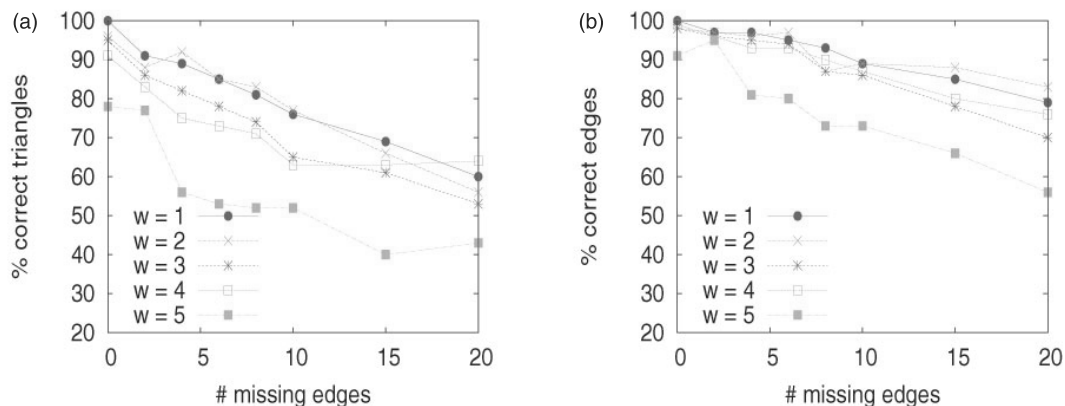 (a)
% correct triangles
100
90
80
70
60
50
40
30
20
w = 1
w = 2
w = 3
w = 4
w = 5
0 5 10 15 20
# missing edges
(b)
% correct edges
100
90
80
70
60
50
40
30
20
w = 1
w = 2
w = 3
w = 4
w = 5
0 5 10 15 20
# missing edges